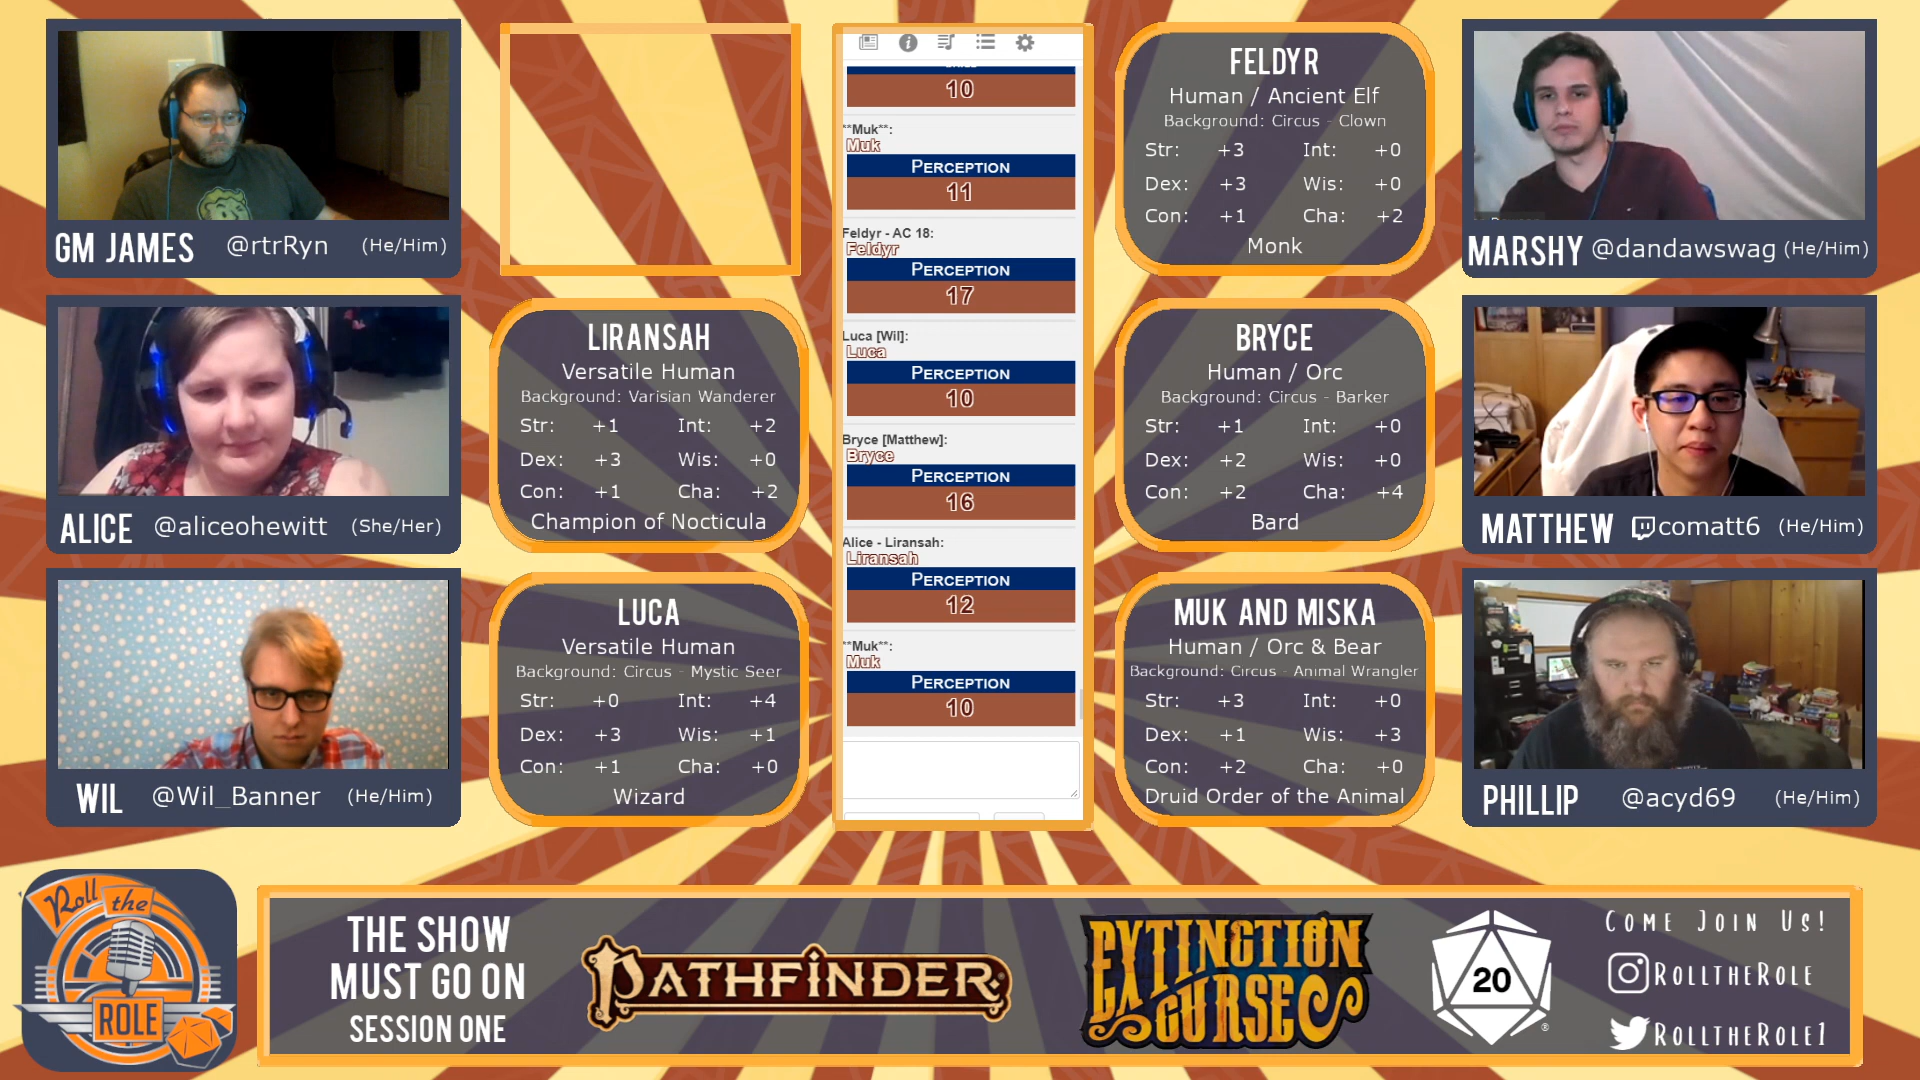 GM JAMES @rtrRyn (He/Him)
ALICE @aliceohewitt (She/Her)
WIL @Wil_Banner (He/Him)
LIRANSAH
Versatile Human
Background: Varisian Wanderer
Str: +1 Int: +2
Dex: +3 Wis: +0
Con: +1 Cha: +2
Champion of Nocticula
LUCA
Versatile Human
Background: Circus - Mystic Seer
Str: +0 Int: +4
Dex: +3 Wis: +1
Con: +1 Cha: +0
Wizard
10
**Muk**:
Muk
PERCEPTION
11
Feldyr - AC 18:
Feldyr
PERCEPTION
17
Luca [Wil]:
Luca
PERCEPTION
10
Bryce [Matthew]:
Bryce
PERCEPTION
16
Alice - Liransah:
Liransah
PERCEPTION
12
**Muk**:
Muk
PERCEPTION
10
FELDYR
Human / Ancient Elf
Background: Circus - Clown
Str: +3 Int: +0
Dex: +3 Wis: +0
Con: +1 Cha: +2
Monk
BRYCE
Human / Orc
Background: Circus - Barker
Str: +1 Int: +0
Dex: +2 Wis: +0
Con: +2 Cha: +4
Bard
MUK AND MISKA
Human / Orc & Bear
Background: Circus - Animal Wrangler
Str: +3 Int: +0
Dex: +1 Wis: +3
Con: +2 Cha: +0
Druid Order of the Animal
MARSHY @dandawswag (He/Him)
MATTHEW comatt6 (He/Him)
PHILLIP @acyd69 (He/Him)
Roll the
ROLE
THE SHOW
MUST GO ON
SESSION ONE
PATHFINDER
EXTINCTION
CURSE
20
®
COME JOIN US!
ROLLTHEROLE
ROLLTHEROLE1